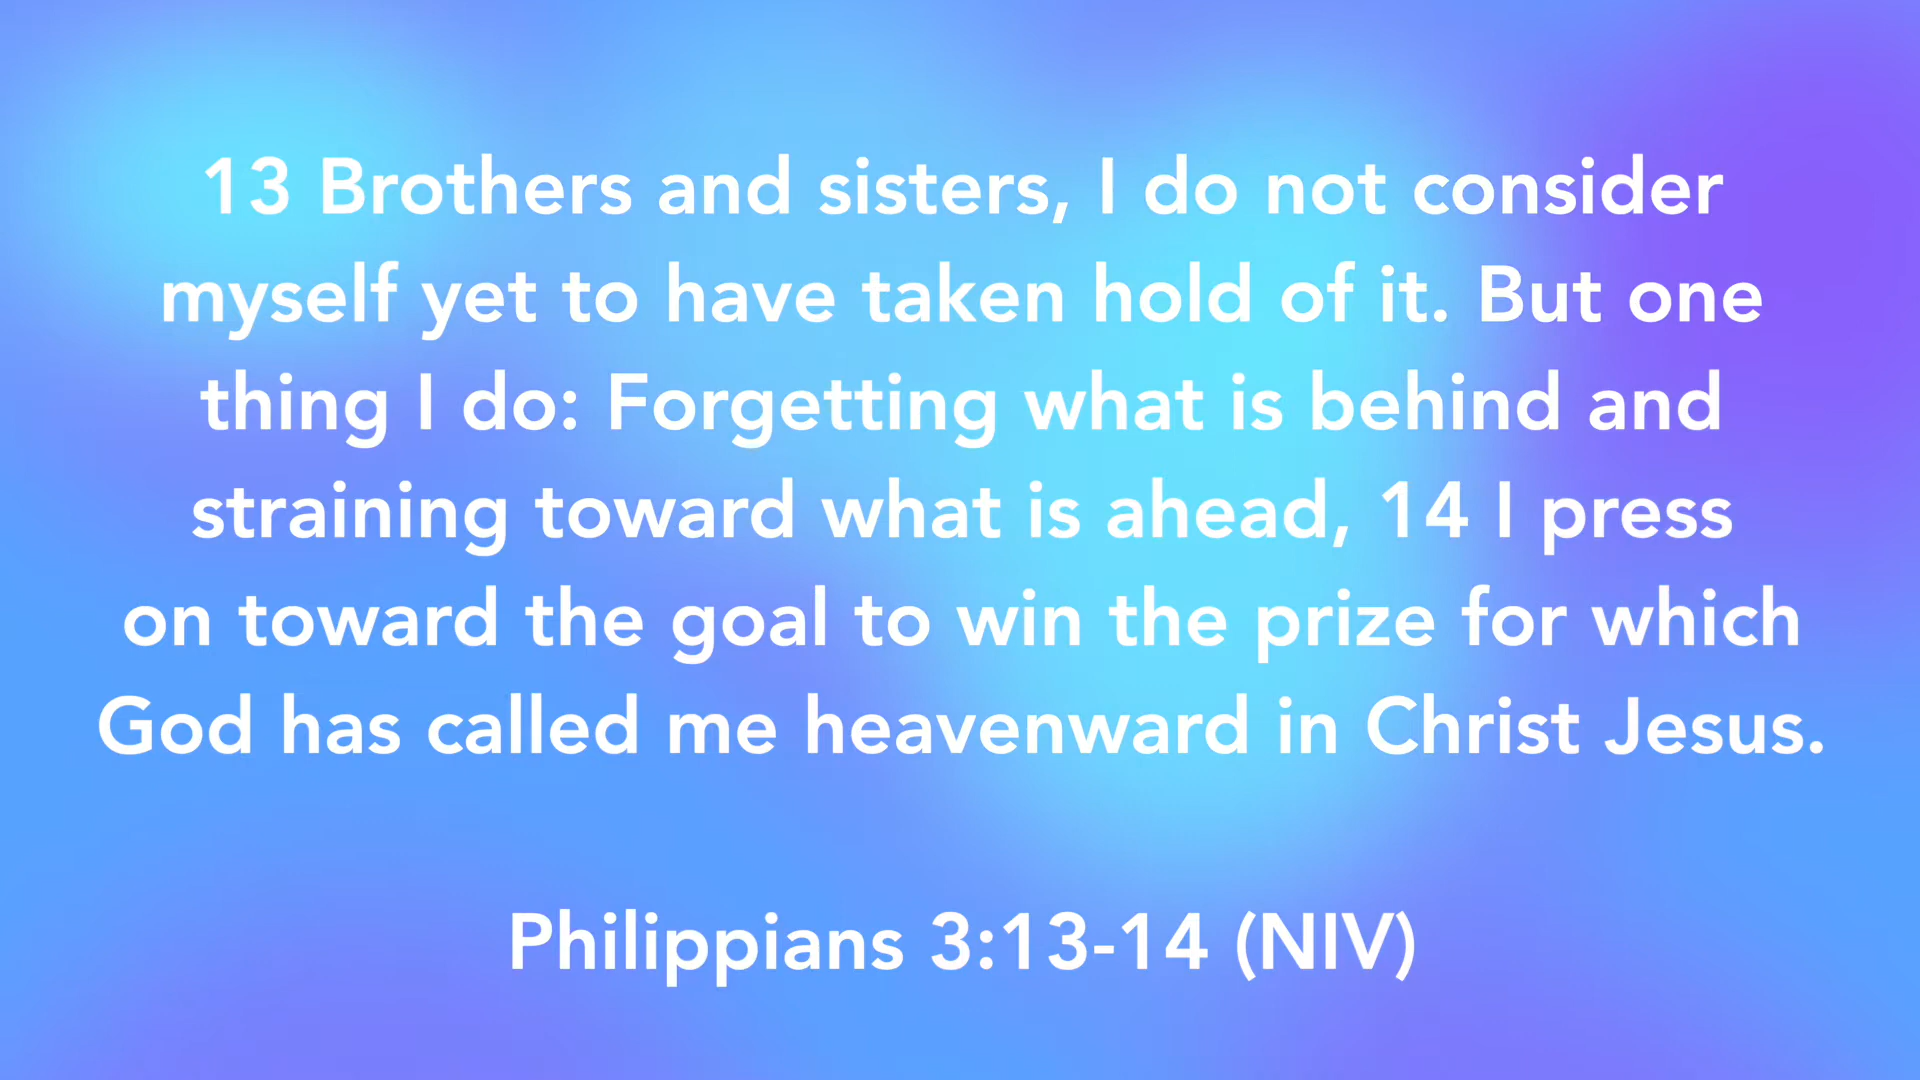 13 Brothers and sisters, I do not consider
myself yet to have taken hold of it. But one
thing I do: Forgetting what is behind and
straining toward what is ahead, 14 I press
on toward the goal to win the prize for which
God has called me heavenward in Christ Jesus.
Philippians 3:13-14 (NIV)